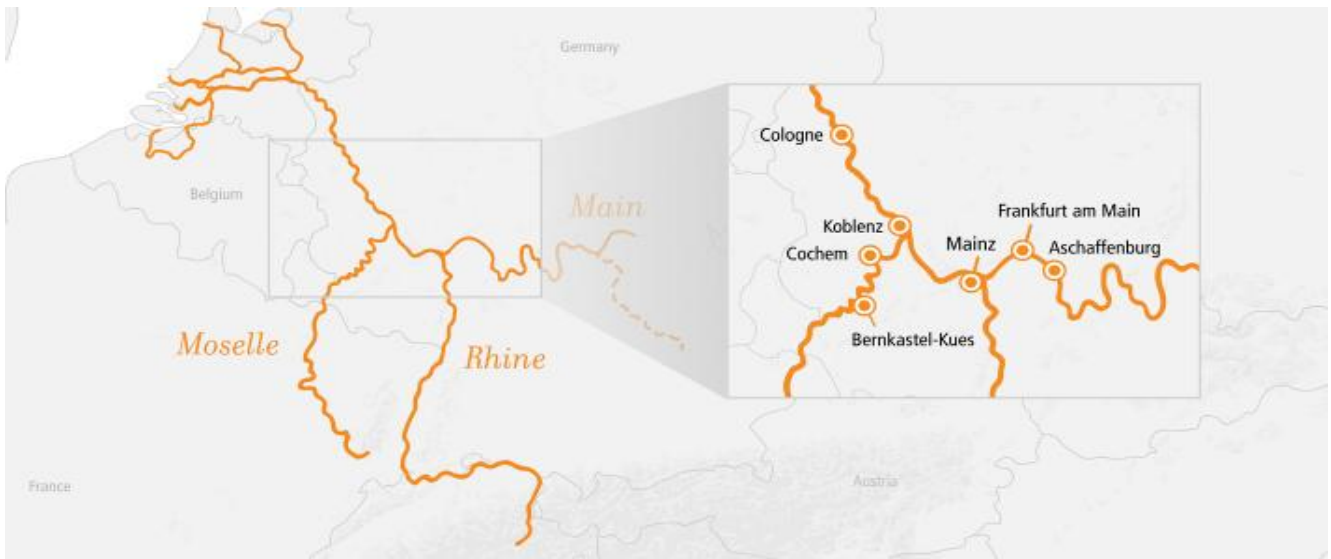 Germany
Belgium
Main
Moselle
Rhine
France
Austria
Cologne
Koblenz
Cochem
Mainz
Frankfurt am Main
Aschaffenburg
Bernkastel-Kues